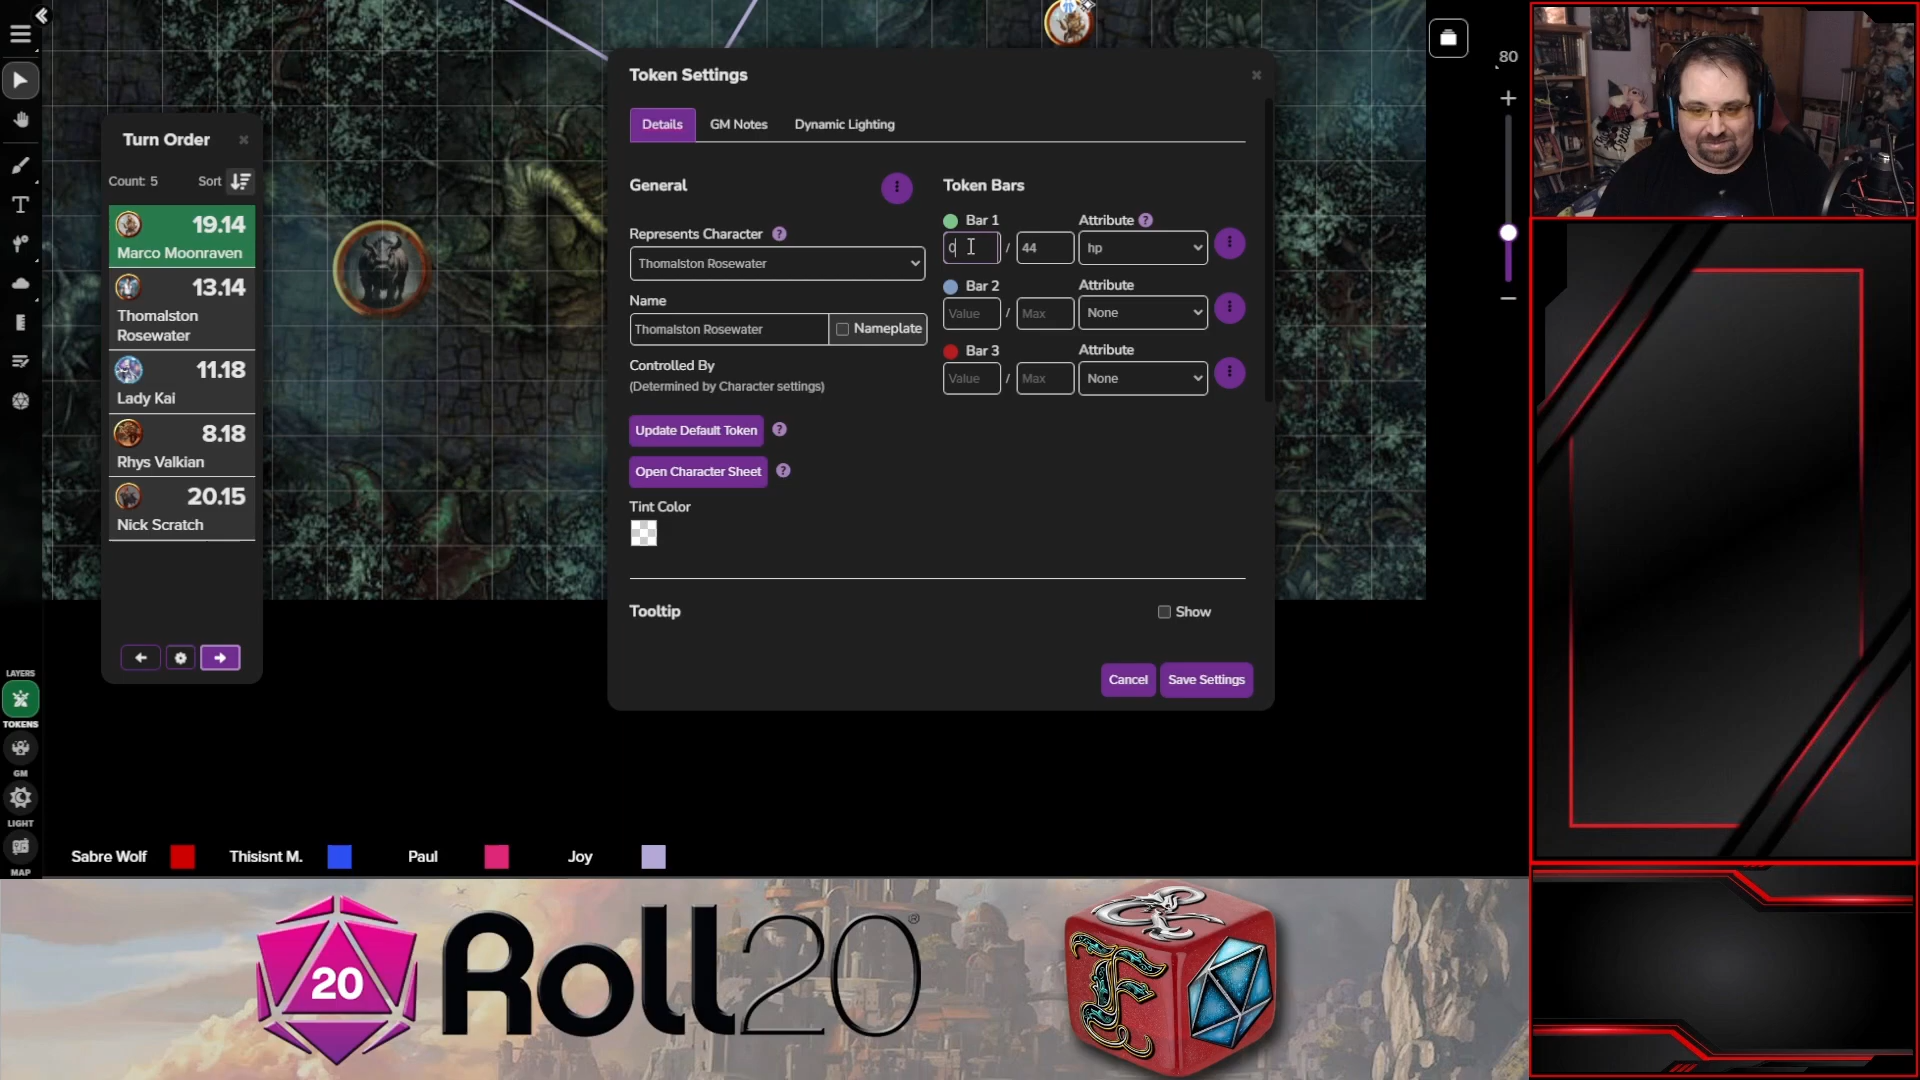 Turn Order
Count: 5
Sort
19.14
Marco Moonraven
13.14
Thomalston
Rosewater
11.18
Lady Kai
8.18
Rhys Valkian
20.15
Nick Scratch
Token Settings
Details
GM Notes
Dynamic Lighting
General
Represents Character ?
Thomalston Rosewater
Name
Thomalston Rosewater
Nameplate
Controlled By
(Determined by Character settings)
Update Default Token ?
Open Character Sheet ?
Tint Color
Token Bars
Bar 1
Attribute ?
/ 44
hp
Bar 2
Attribute
Value / Max
None
Bar 3
Attribute
Value / Max
None
Tooltip
Show
Cancel
Save Settings
80
LAYERS
TOKENS
GM
LIGHT
MAP
Sabre Wolf
Thisisnt M.
Paul
Joy
20
Roll20®